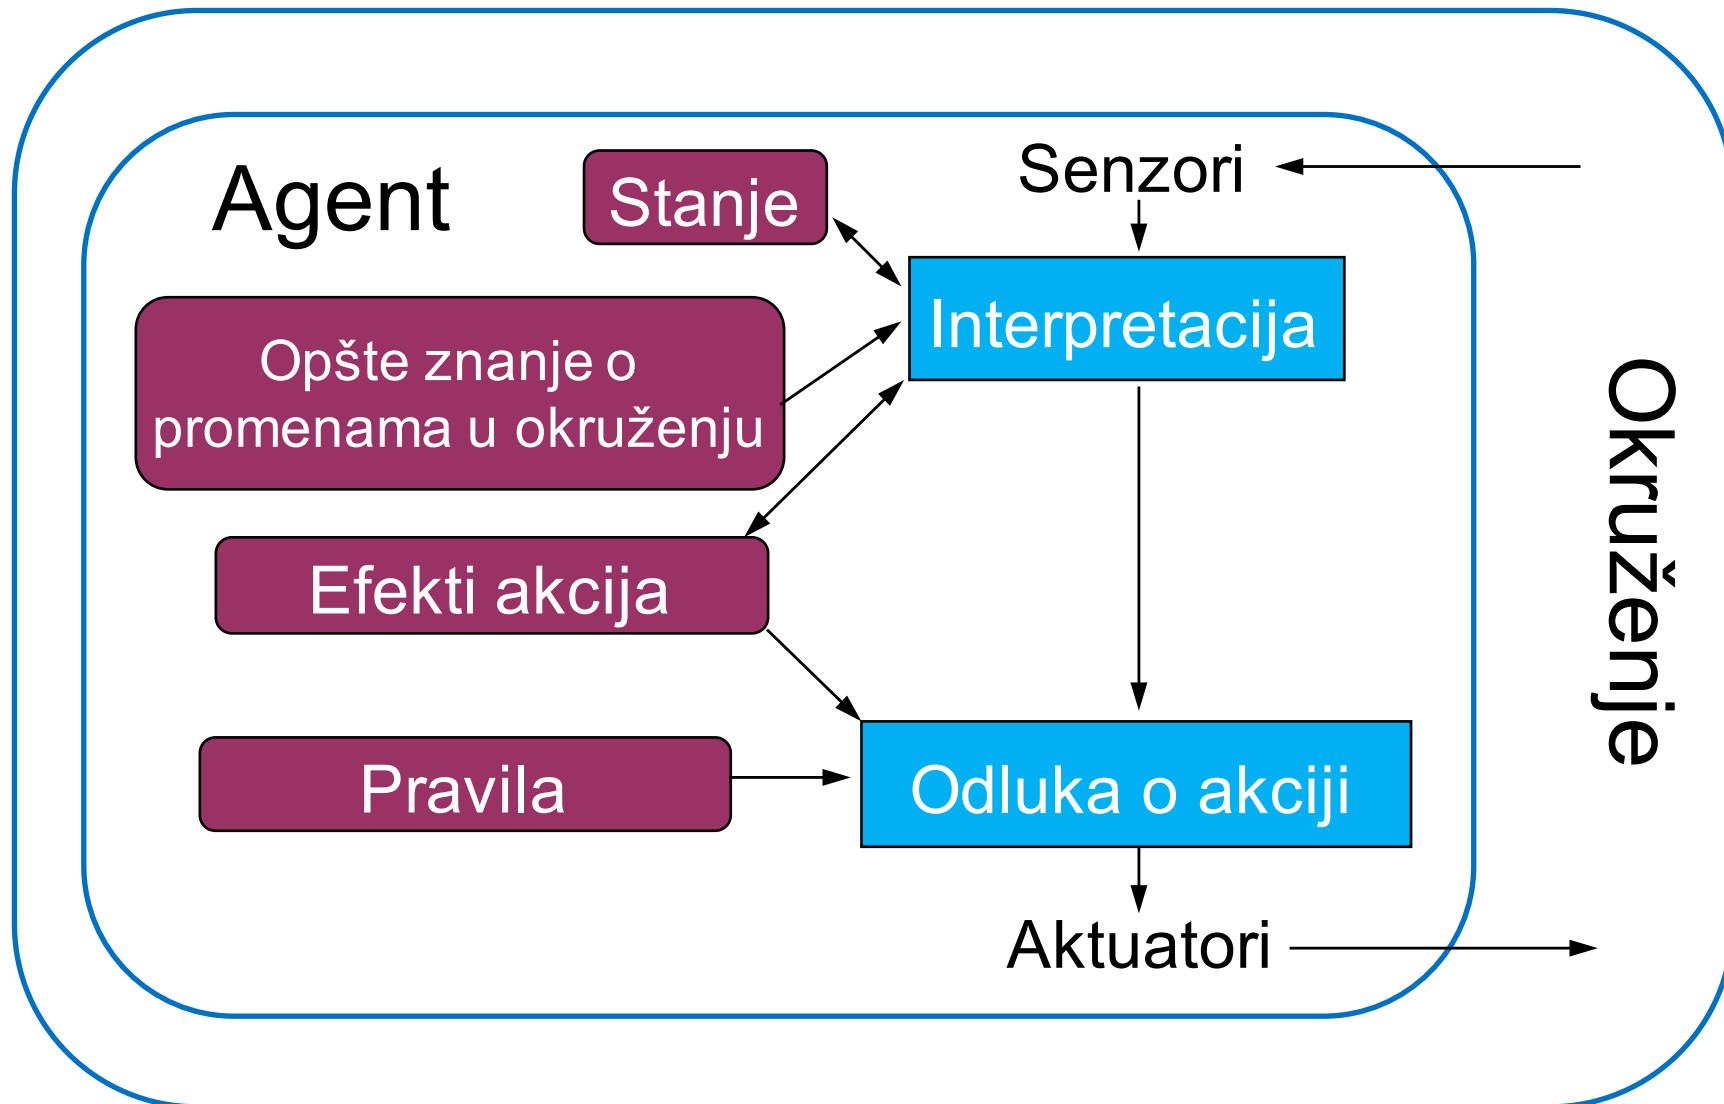 Agent
Stanje
Senzori
Interpretacija
Opšte znanje o
promenama u okruženju
Efekti akcija
Pravila
Odluka o akciji
Aktuatori
Okruženje